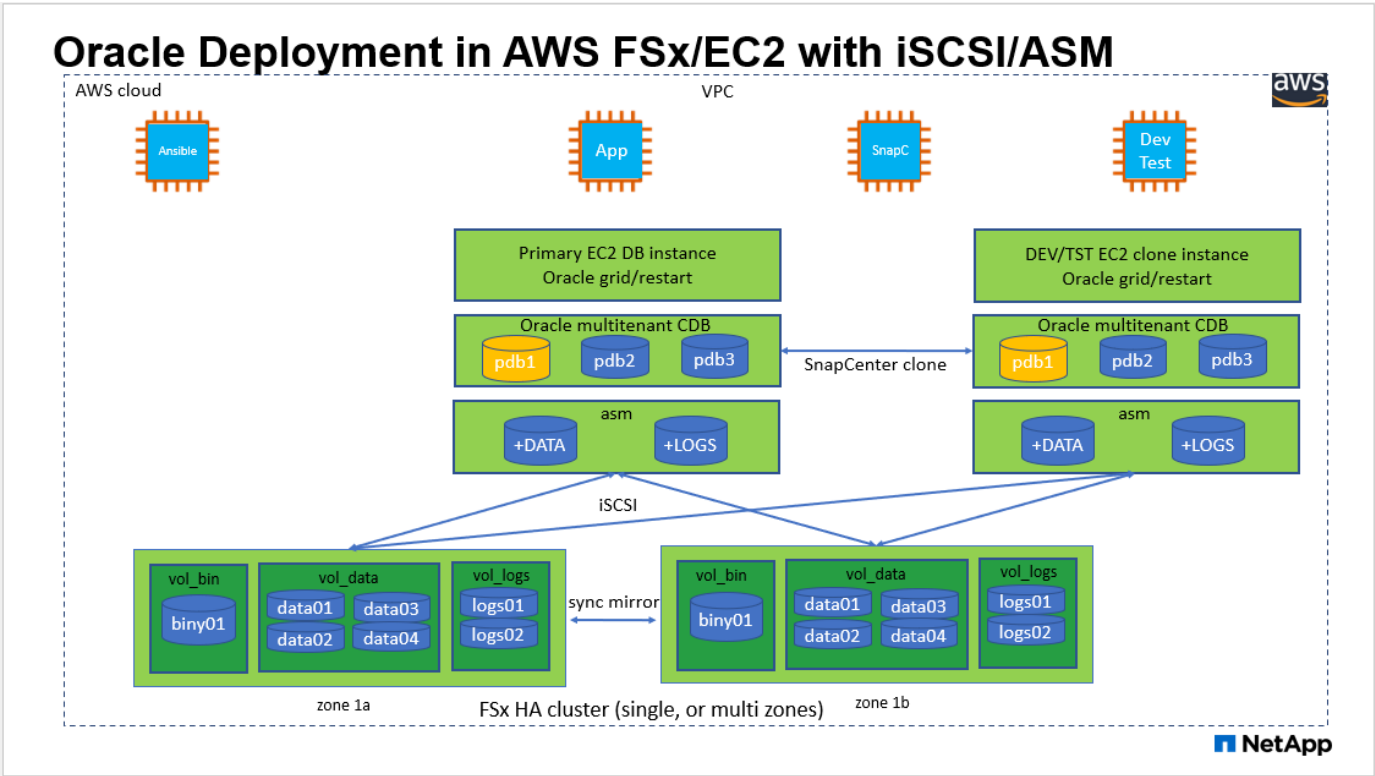 Oracle Deployment in AWS FSx/EC2 with iSCSI/ASM
AWS cloud
VPC
aws
Ansible
App
SnapC
Dev
Test
Primary EC2 DB instance
Oracle grid/restart
DEV/TST EC2 clone instance
Oracle grid/restart
Oracle multitenant CDB
pdb1
pdb2
pdb3
SnapCenter clone
Oracle multitenant CDB
pdb1
pdb2
pdb3
asm
+DATA
+LOGS
asm
+DATA
+LOGS
iSCSI
vol_bin
biny01
vol_data
data01
data03
data02
data04
vol_logs
logs01
logs02
sync mirror
vol_bin
biny01
vol_data
data01
data03
data02
data04
vol_logs
logs01
logs02
zone 1a
FSx HA cluster (single, or multi zones)
zone 1b
NetApp